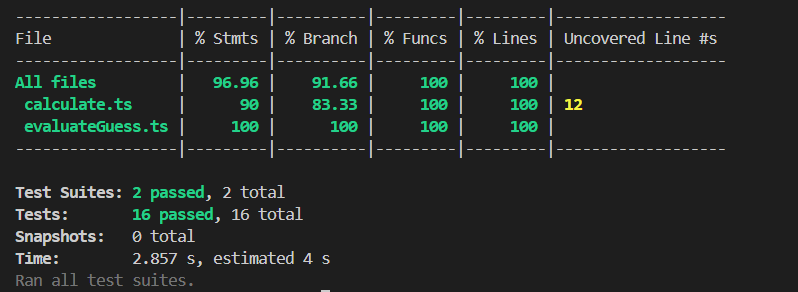 ------------------|---------|----------|---------|---------|-------------------
File              | % Stmts | % Branch | % Funcs | % Lines | Uncovered Line #s
------------------|---------|----------|---------|---------|-------------------
All files         |   96.96 |    91.66 |     100 |     100 |
 calculate.ts     |      90 |    83.33 |     100 |     100 | 12
 evaluateGuess.ts |     100 |      100 |     100 |     100 |
------------------|---------|----------|---------|---------|-------------------
Test Suites: 2 passed, 2 total
Tests:       16 passed, 16 total
Snapshots:   0 total
Time:        2.857 s, estimated 4 s
Ran all test suites.